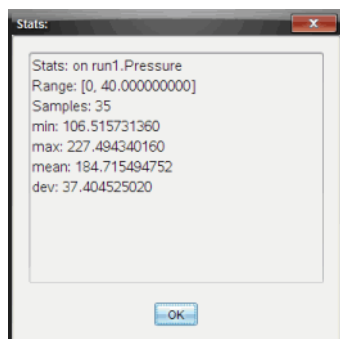 Stats:
Stats: on run1.Pressure
Range: [0, 40.000000000]
Samples: 35
min: 106.515731360
max: 227.494340160
mean: 184.715494752
dev: 37.404525020
OK